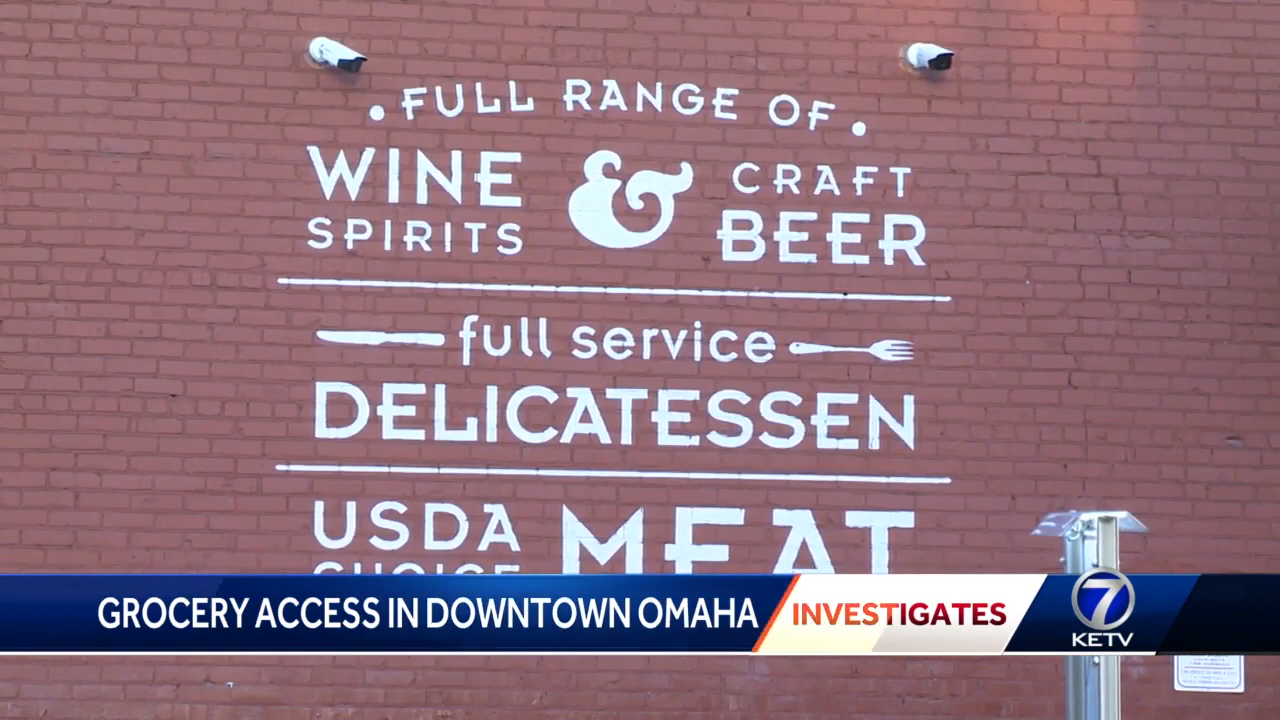 • FULL RANGE OF •
WINE & CRAFT
SPIRITS BEER
full service
DELICATESSEN
USDA MEAT
CHOICE
GROCERY ACCESS IN DOWNTOWN OMAHA INVESTIGATES
7
KETV